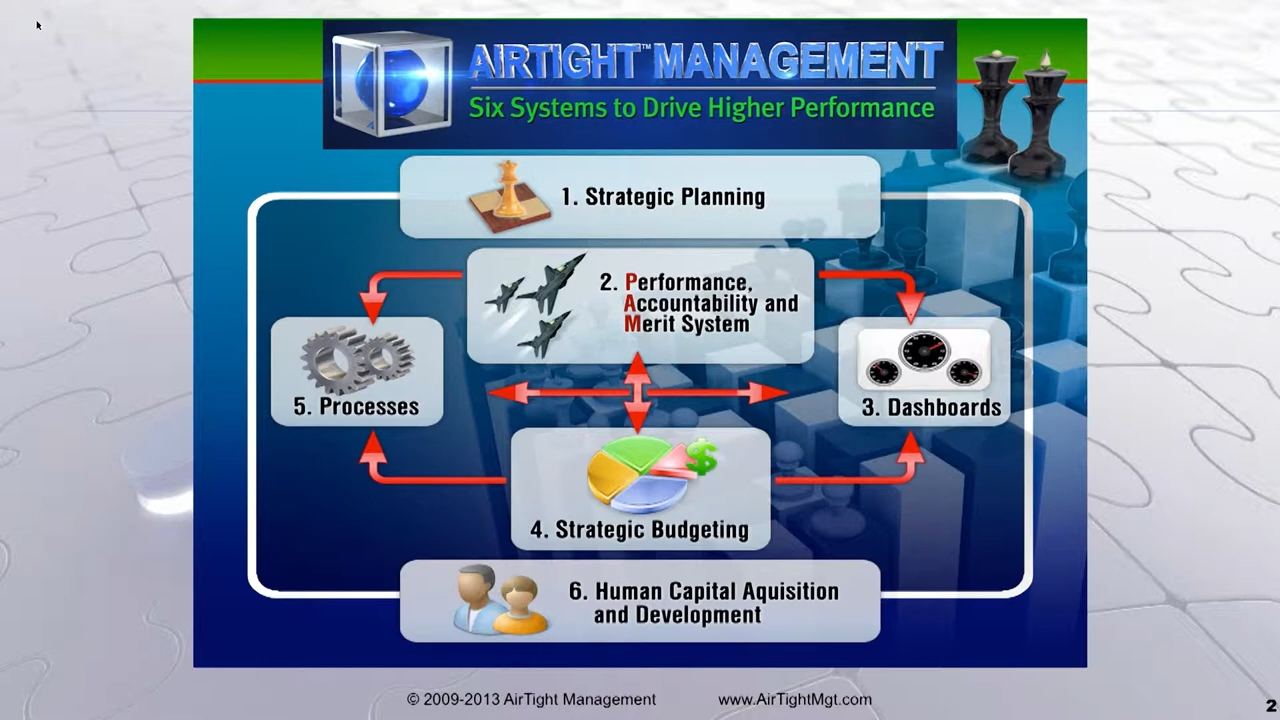 AIRTIGHT™ MANAGEMENT
Six Systems to Drive Higher Performance
1. Strategic Planning
2. Performance,
Accountability and
Merit System
5. Processes
3. Dashboards
4. Strategic Budgeting
6. Human Capital Aquisition
and Development
© 2009-2013 AirTight Management www.AirTightMgt.com
2